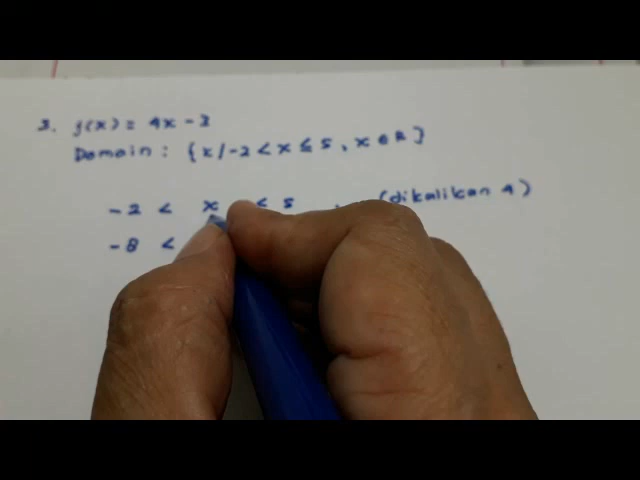 3. f(x) = 4x - 3
Domain : {x/-2 < x ≤ 5, x ∈ R}
-2 < x ≤ 5 (dikalikan 4)
-8 <